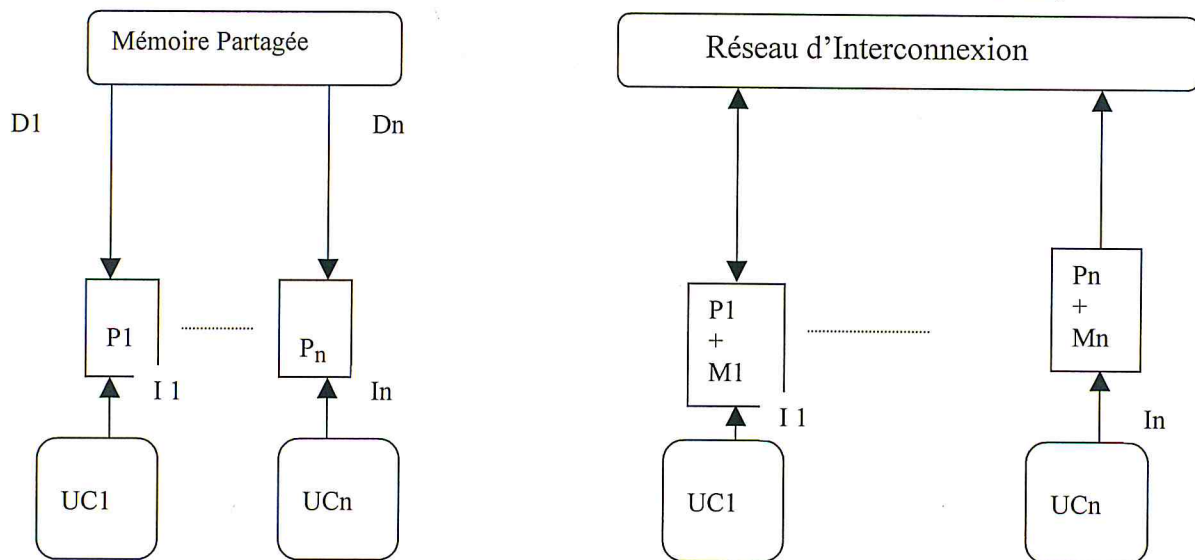 Mémoire Partagée
D1
Dn
P1
Pn
I 1
In
UC1
UCn
Réseau d'Interconnexion
P1
+
M1
Pn
+
Mn
I 1
In
UC1
UCn